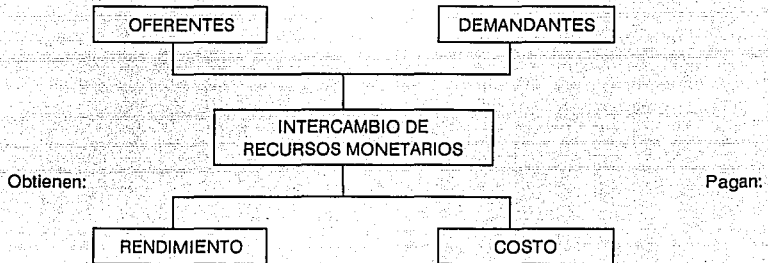 OFERENTES
DEMANDANTES
INTERCAMBIO DE
RECURSOS MONETARIOS
Obtienen:
Pagan:
RENDIMIENTO
COSTO